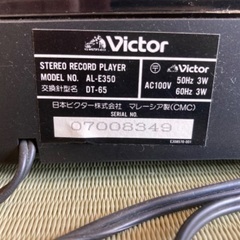 Victor
STEREO RECORD PLAYER
MODEL NO. AL-E350
交換針型名 DT-65
Victor
AC100V 50Hz 3W
60Hz 3W
日本ビクター株式会社 マレーシア製(CMC)
SERIAL NO.
07008349